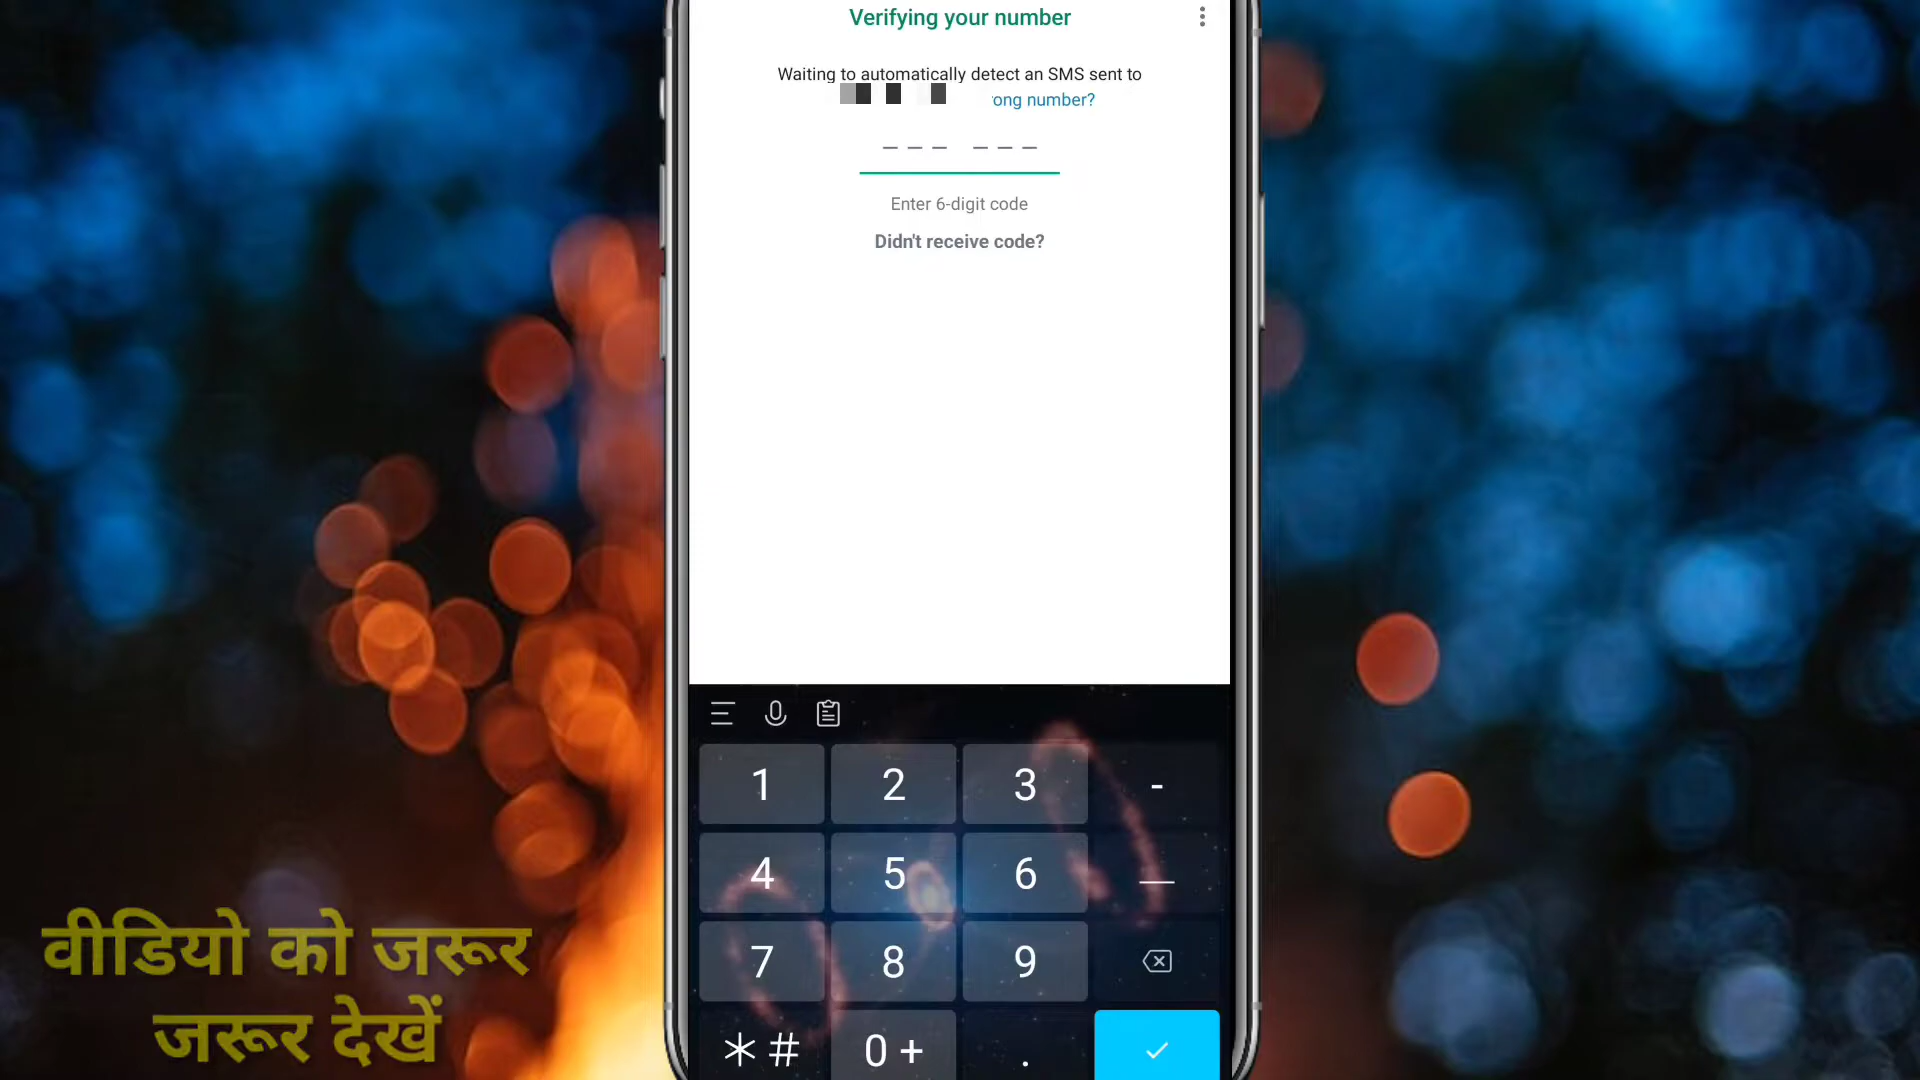 Verifying your number
Waiting to automatically detect an SMS sent to
ong number?
Enter 6-digit code
Didn't receive code?
1 2 3 -
4 5 6 _
7 8 9
*# 0 + .
वीडियो को जरूर
जरूर देखें